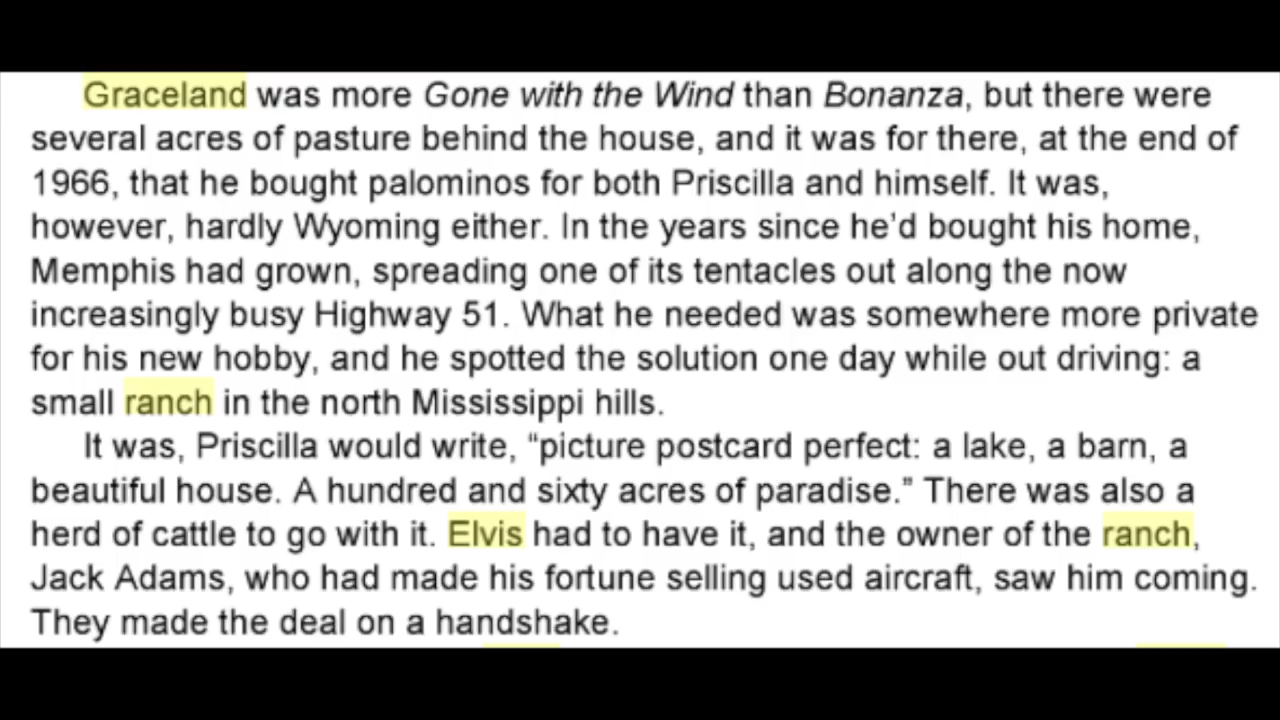 Graceland was more Gone with the Wind than Bonanza, but there were
several acres of pasture behind the house, and it was for there, at the end of
1966, that he bought palominos for both Priscilla and himself. It was,
however, hardly Wyoming either. In the years since he’d bought his home,
Memphis had grown, spreading one of its tentacles out along the now
increasingly busy Highway 51. What he needed was somewhere more private
for his new hobby, and he spotted the solution one day while out driving: a
small ranch in the north Mississippi hills.
It was, Priscilla would write, “picture postcard perfect: a lake, a barn, a
beautiful house. A hundred and sixty acres of paradise.” There was also a
herd of cattle to go with it. Elvis had to have it, and the owner of the ranch,
Jack Adams, who had made his fortune selling used aircraft, saw him coming.
They made the deal on a handshake.